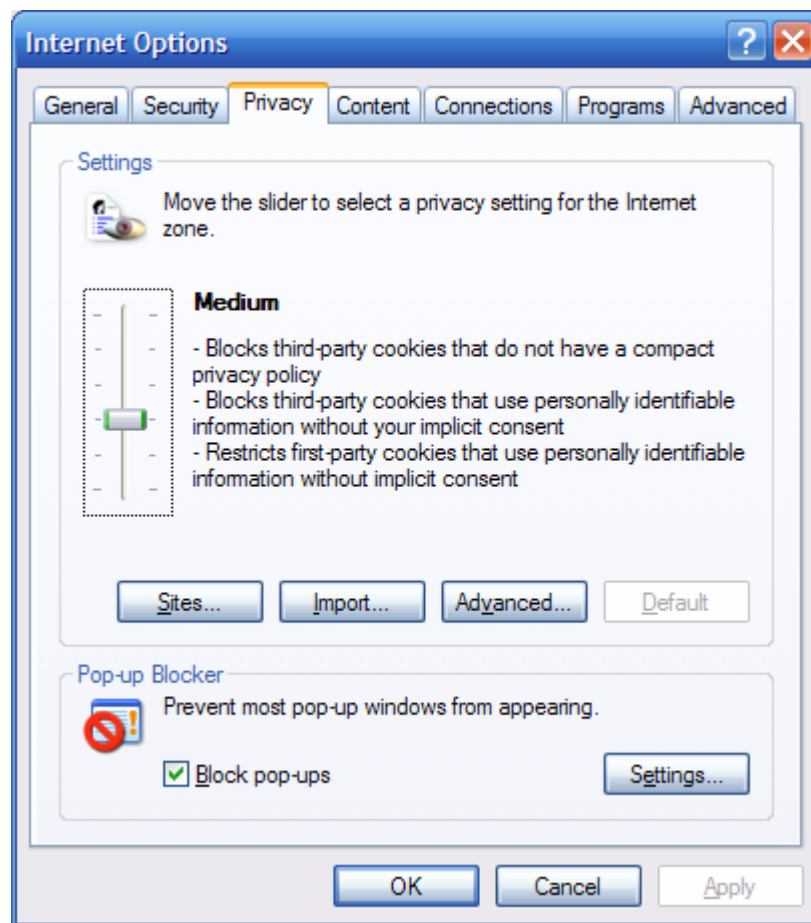 Internet Options
General Security Privacy Content Connections Programs Advanced
Settings
Move the slider to select a privacy setting for the Internet
zone.
Medium
- Blocks third-party cookies that do not have a compact
privacy policy
- Blocks third-party cookies that use personally identifiable
information without your implicit consent
- Restricts first-party cookies that use personally identifiable
information without implicit consent
Sites... Import... Advanced... Default
Pop-up Blocker
Prevent most pop-up windows from appearing.
Block pop-ups Settings...
OK Cancel Apply